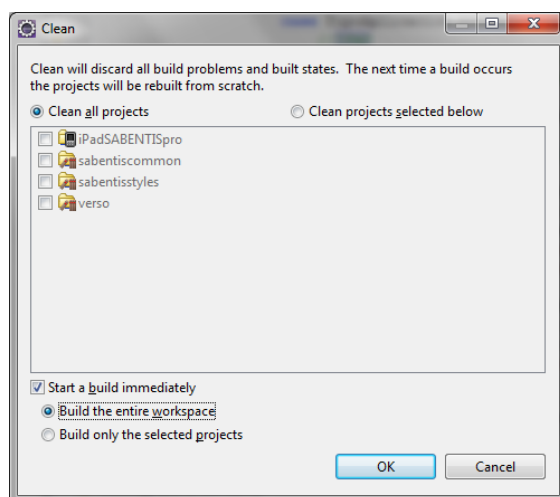 Clean
Clean will discard all build problems and built states. The next time a build occurs
the projects will be rebuilt from scratch.
Clean all projects
Clean projects selected below
iPadSABENTISpro
sabentiscommon
sabentisstyles
verso
Start a build immediately
Build the entire workspace
Build only the selected projects
OK
Cancel